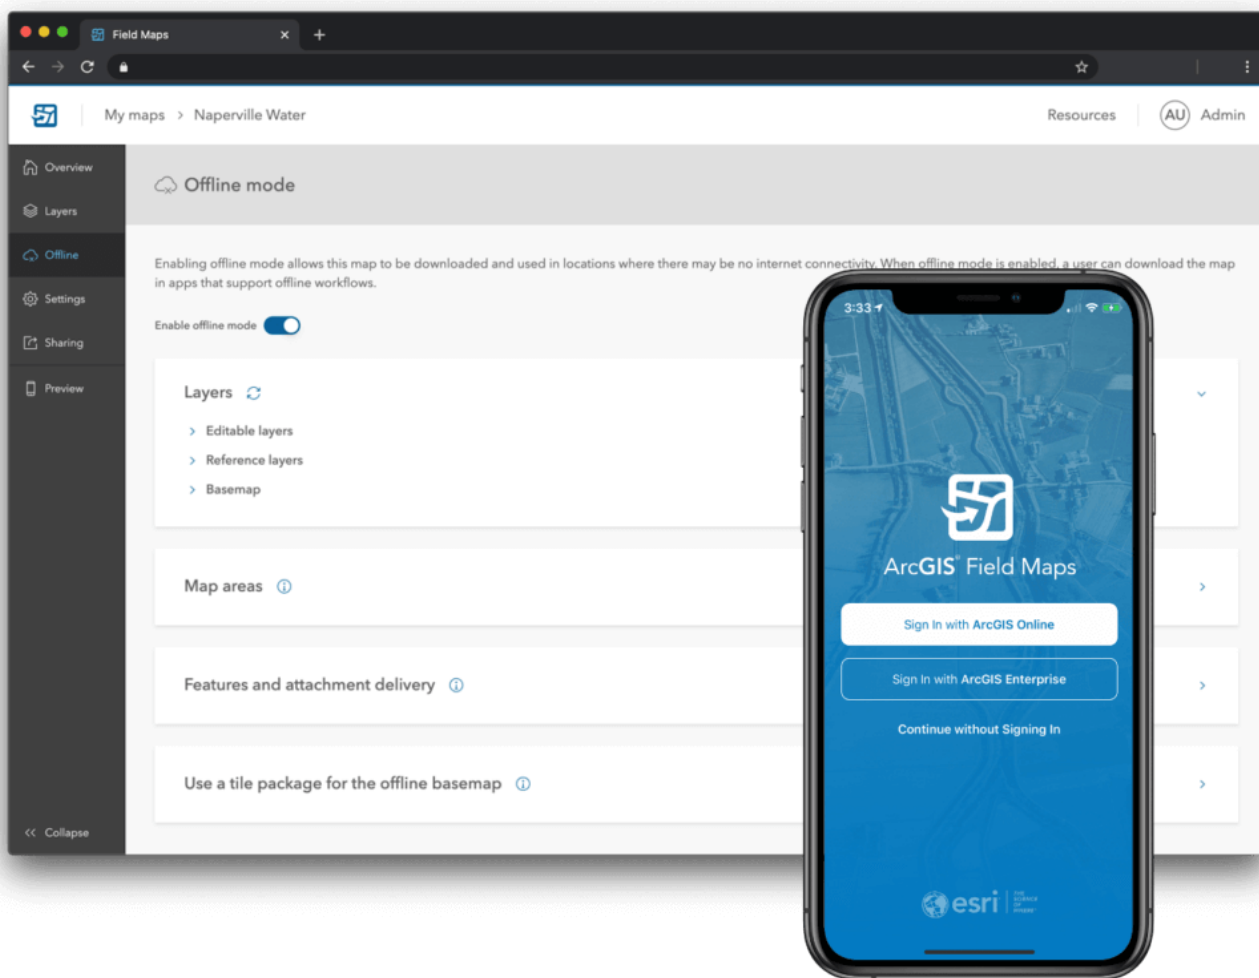 Field Maps
My maps > Naperville Water
Resources
AU Admin
Overview
Layers
Offline
Settings
Sharing
Preview
<< Collapse
Offline mode
Enabling offline mode allows this map to be downloaded and used in locations where there may be no internet connectivity. When offline mode is enabled, a user can download the map
in apps that support offline workflows.
Enable offline mode
Layers
Editable layers
Reference layers
Basemap
Map areas
Features and attachment delivery
Use a tile package for the offline basemap
3:33
ArcGIS® Field Maps
Sign In with ArcGIS Online
Sign In with ArcGIS Enterprise
Continue without Signing In
esri
THE
SCIENCE
OF
WHERE